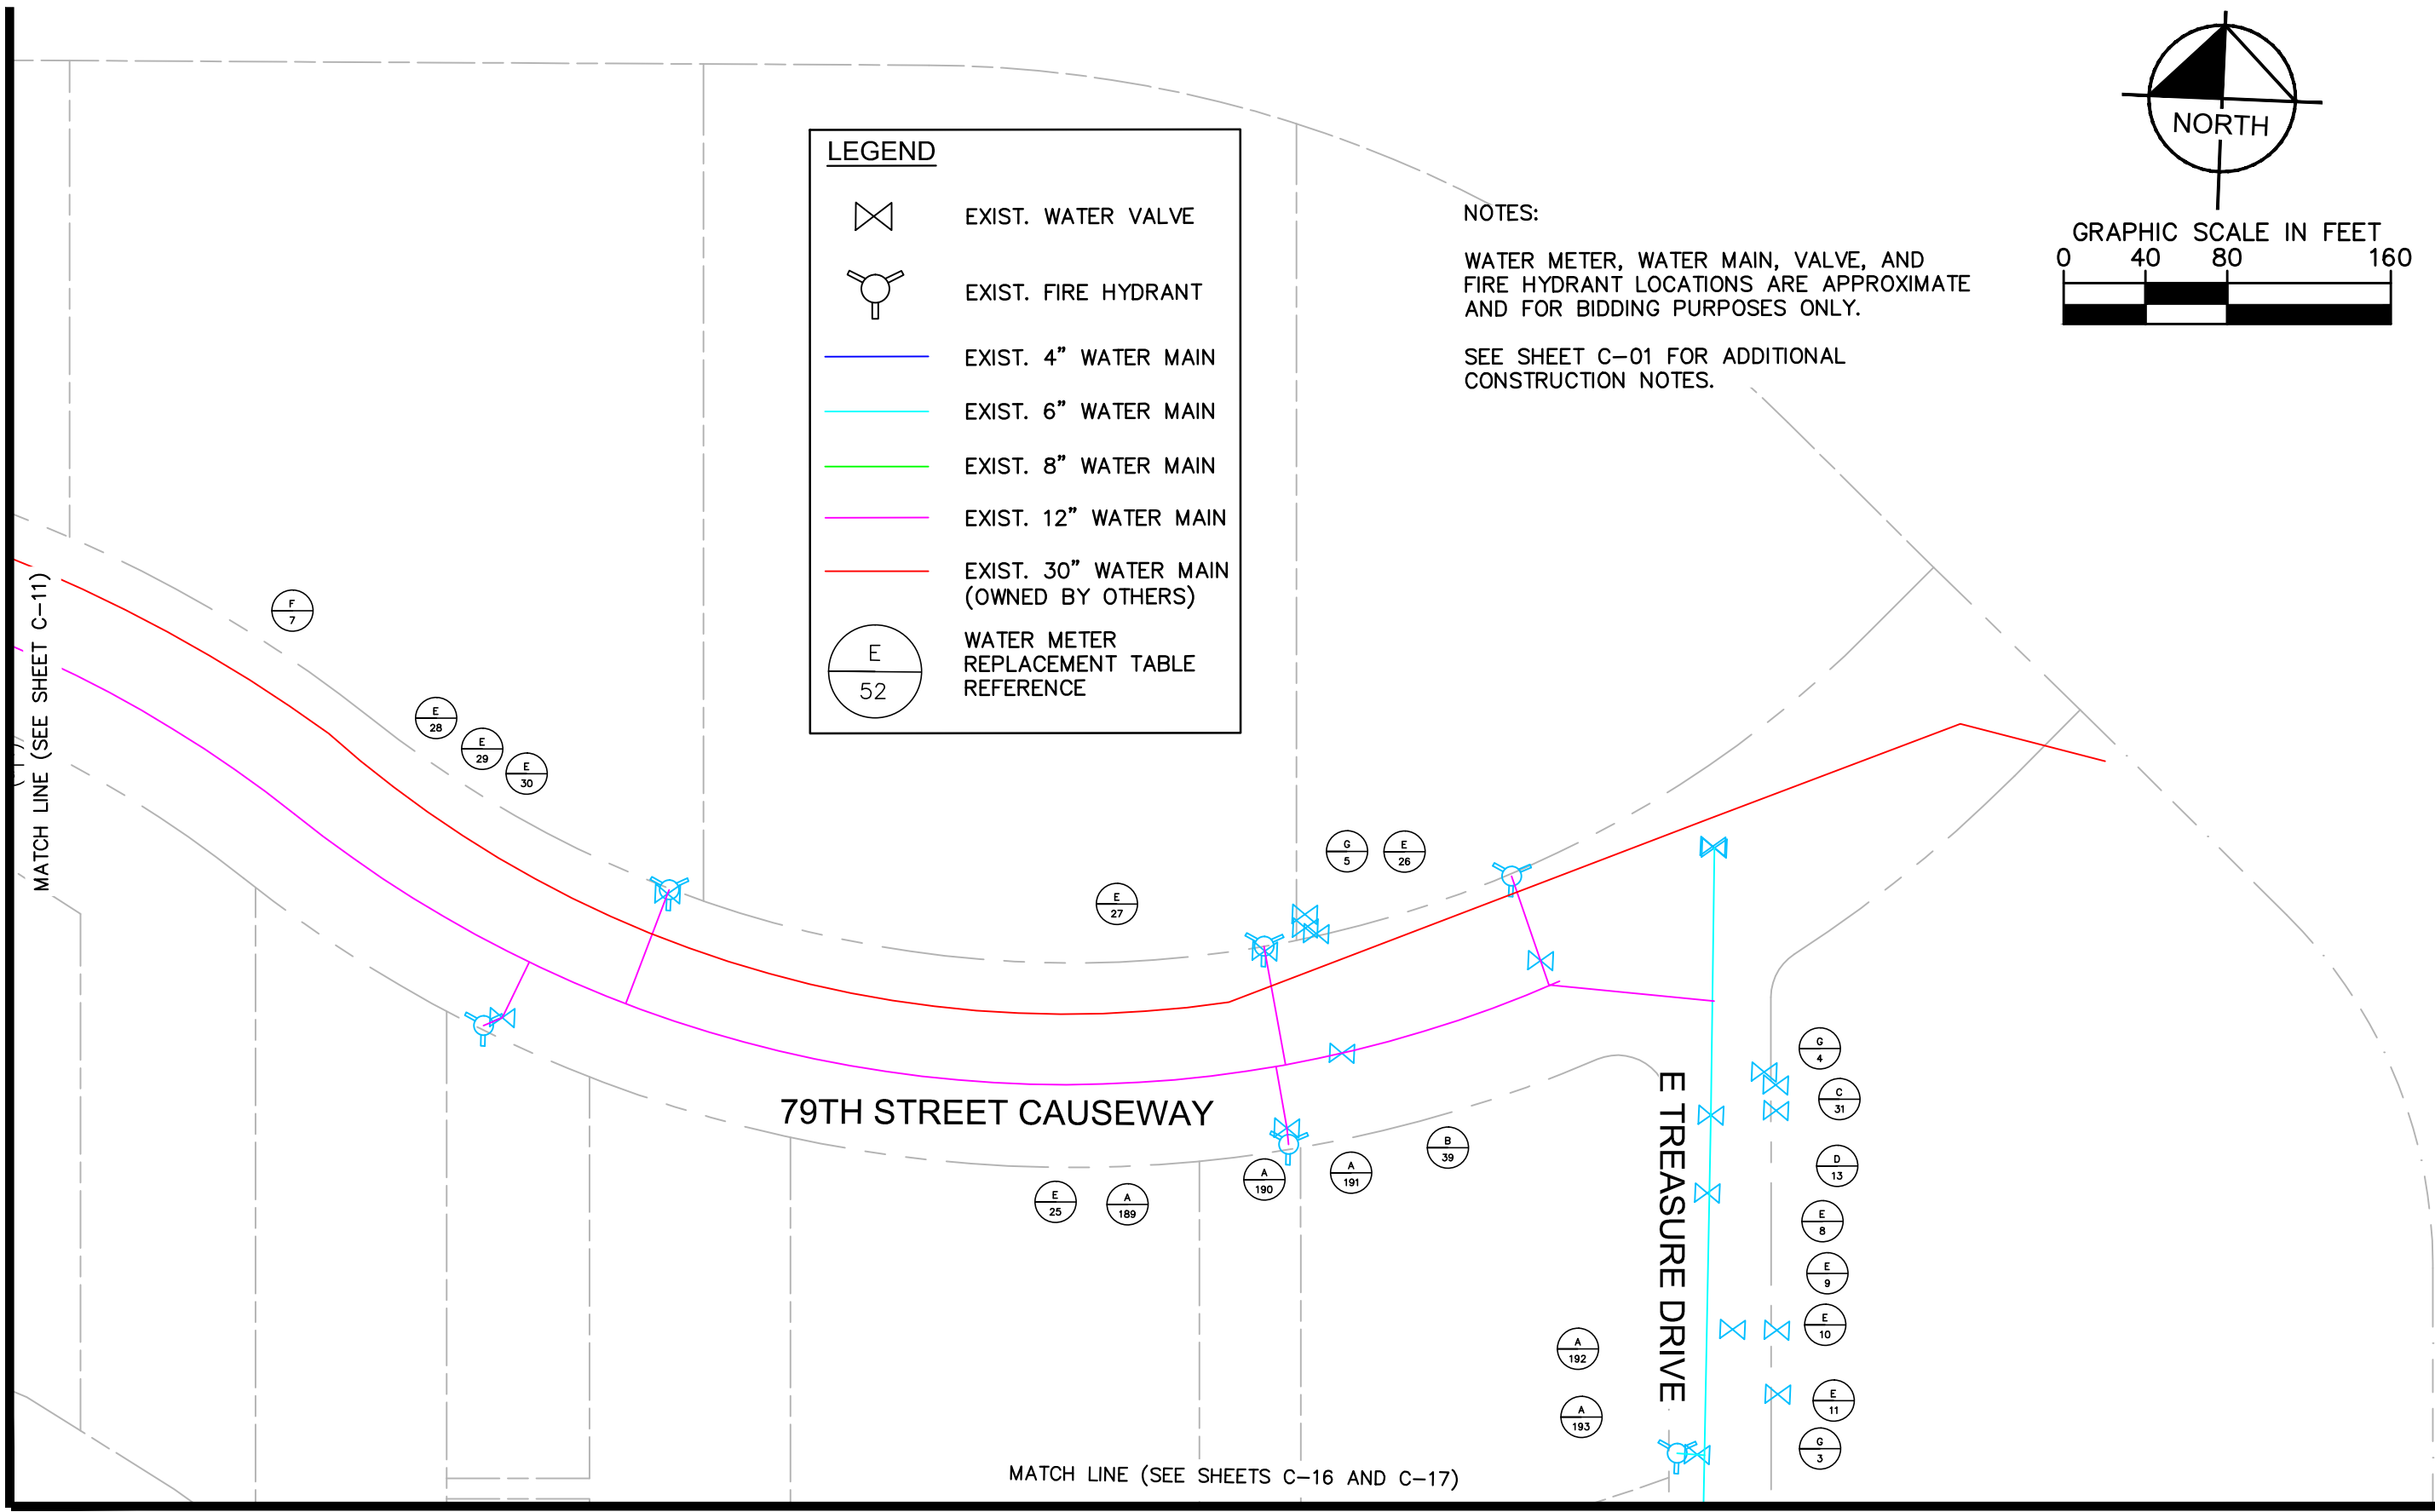 NORTH
GRAPHIC SCALE IN FEET
0 40 80 160
LEGEND
EXIST. WATER VALVE
EXIST. FIRE HYDRANT
EXIST. 4" WATER MAIN
EXIST. 6" WATER MAIN
EXIST. 8" WATER MAIN
EXIST. 12" WATER MAIN
EXIST. 30" WATER MAIN
(OWNED BY OTHERS)
E
52
WATER METER
REPLACEMENT TABLE
REFERENCE
NOTES:
WATER METER, WATER MAIN, VALVE, AND
FIRE HYDRANT LOCATIONS ARE APPROXIMATE
AND FOR BIDDING PURPOSES ONLY.
SEE SHEET C-01 FOR ADDITIONAL
CONSTRUCTION NOTES.
MATCH LINE (SEE SHEET C-11)
F
7
E
28
E
29
E
30
E
27
G
5
E
26
79TH STREET CAUSEWAY
E
25
A
189
A
190
A
191
B
39
E TREASURE DRIVE
G
4
C
31
D
13
E
8
E
9
E
10
E
11
G
3
A
192
A
193
MATCH LINE (SEE SHEETS C-16 AND C-17)